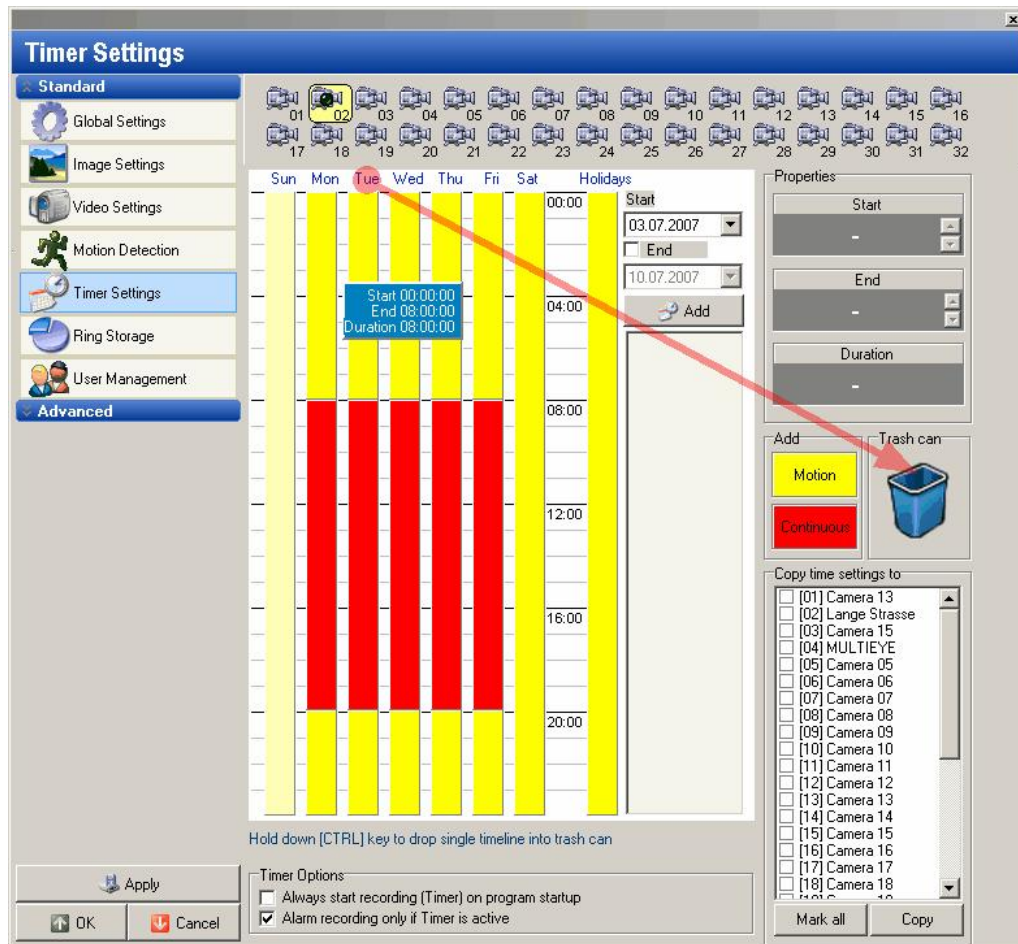 Timer Settings
Standard
Global Settings
Image Settings
Video Settings
Motion Detection
Timer Settings
Ring Storage
User Management
Advanced
01 02 03 04 05 06 07 08 09 10 11 12 13 14 15 16
17 18 19 20 21 22 23 24 25 26 27 28 29 30 31 32
Sun Mon Tue Wed Thu Fri Sat Holidays
00:00
04:00
08:00
12:00
16:00
20:00
Start 00:00:00
End 08:00:00
Duration 08:00:00
Start
03.07.2007
End
10.07.2007
Add
Properties
Start
-
End
-
Duration
-
Add
Motion
Continuous
Trash can
Copy time settings to
[01] Camera 13
[02] Lange Strasse
[03] Camera 15
[04] MULTIEYE
[05] Camera 05
[06] Camera 06
[07] Camera 07
[08] Camera 08
[09] Camera 09
[10] Camera 10
[11] Camera 11
[12] Camera 12
[13] Camera 13
[14] Camera 14
[15] Camera 15
[16] Camera 16
[17] Camera 17
[18] Camera 18
Mark all
Copy
Hold down [CTRL] key to drop single timeline into trash can
Timer Options
Always start recording (Timer) on program startup
Alarm recording only if Timer is active
Apply
OK
Cancel